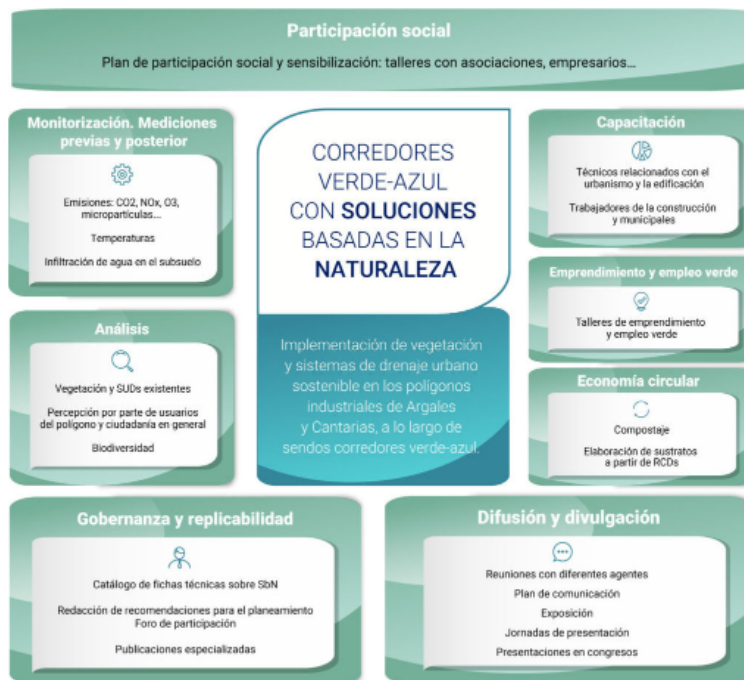 Participación social
Plan de participación social y sensibilización: talleres con asociaciones, empresarios...
Monitorización. Mediciones
previas y posterior
Emisiones: CO2, NOx, O3,
micropartículas...
Temperaturas
Infiltración de agua en el subsuelo
Análisis
Vegetación y SUDs existentes
Percepción por parte de usuarios
del polígono y ciudadanía en general
Biodiversidad
CORREDORES
VERDE-AZUL
CON SOLUCIONES
BASADAS EN LA
NATURALEZA
Implementación de vegetación
y sistemas de drenaje urbano
sostenible en los polígonos
industriales de Argales
y Cantarias, a lo largo de
sendos corredores verde-azul.
Capacitación
Técnicos relacionados con el
urbanismo y la edificación
Trabajadores de la construcción
y municipales
Emprendimiento y empleo verde
Talleres de emprendimiento
y empleo verde
Economía circular
Compostaje
Elaboración de sustratos
a partir de RCDs
Gobernanza y replicabilidad
Catálogo de fichas técnicas sobre SbN
Redacción de recomendaciones para el planeamiento
Foro de participación
Publicaciones especializadas
Difusión y divulgación
Reuniones con diferentes agentes
Plan de comunicación
Exposición
Jornadas de presentación
Presentaciones en congresos